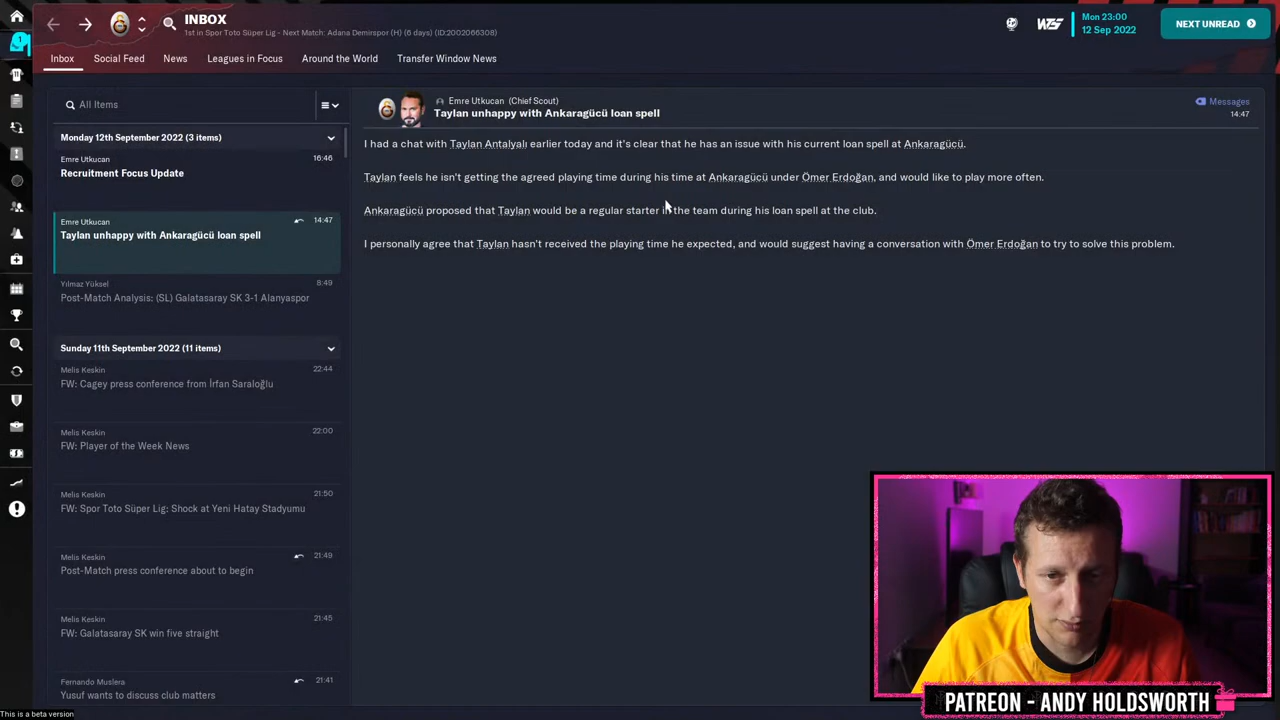 INBOX
1st in Spor Toto Süper Lig - Next Match: Adana Demirspor (H) (6 days) (ID:2002066308)
Mon 23:00
12 Sep 2022
NEXT UNREAD
1
Inbox
Social Feed
News
Leagues in Focus
Around the World
Transfer Window News
All Items
Monday 12th September 2022 (3 items)
Emre Utkucan
16:46
Recruitment Focus Update
Emre Utkucan
14:47
Taylan unhappy with Ankaragücü loan spell
Yılmaz Yüksel
8:49
Post-Match Analysis: (SL) Galatasaray SK 3-1 Alanyaspor
Sunday 11th September 2022 (11 items)
Melis Keskin
22:44
FW: Cagey press conference from İrfan Saraloğlu
Melis Keskin
22:00
FW: Player of the Week News
Melis Keskin
21:50
FW: Spor Toto Süper Lig: Shock at Yeni Hatay Stadyumu
Melis Keskin
21:49
Post-Match press conference about to begin
Melis Keskin
21:45
FW: Galatasaray SK win five straight
Fernando Muslera
21:41
Yusuf wants to discuss club matters
Emre Utkucan (Chief Scout)
Taylan unhappy with Ankaragücü loan spell
Messages
14:47
I had a chat with Taylan Antalyalı earlier today and it's clear that he has an issue with his current loan spell at Ankaragücü.
Taylan feels he isn't getting the agreed playing time during his time at Ankaragücü under Ömer Erdoğan, and would like to play more often.
Ankaragücü proposed that Taylan would be a regular starter in the team during his loan spell at the club.
I personally agree that Taylan hasn't received the playing time he expected, and would suggest having a conversation with Ömer Erdoğan to try to solve this problem.
PATREON - ANDY HOLDSWORTH
This is a beta version